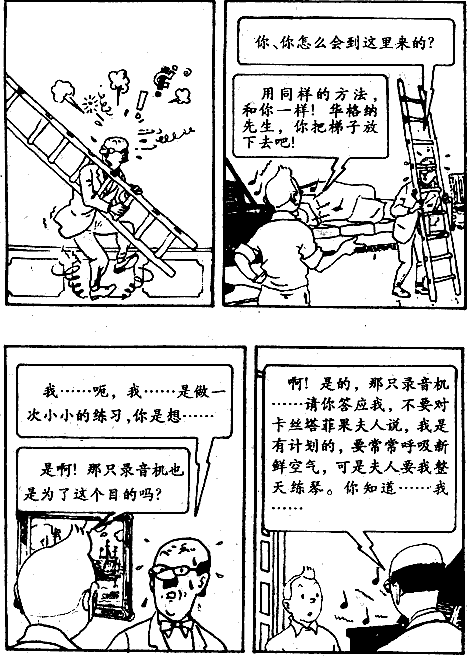 你、你怎么会到这里来的?
用同样的方法,
和你一样! 华格纳
先生, 你把梯子放
下去吧!
我……呃, 我……是做一
次小小的练习,你是想……
是啊! 那只录音机也
是为了这个目的吗?
啊! 是的, 那只录音机
……请你答应我, 不要对
卡丝塔菲果夫人说, 我是
有计划的, 要常常呼吸新
鲜空气, 可是夫人要我整
天练琴。你知道……我
……